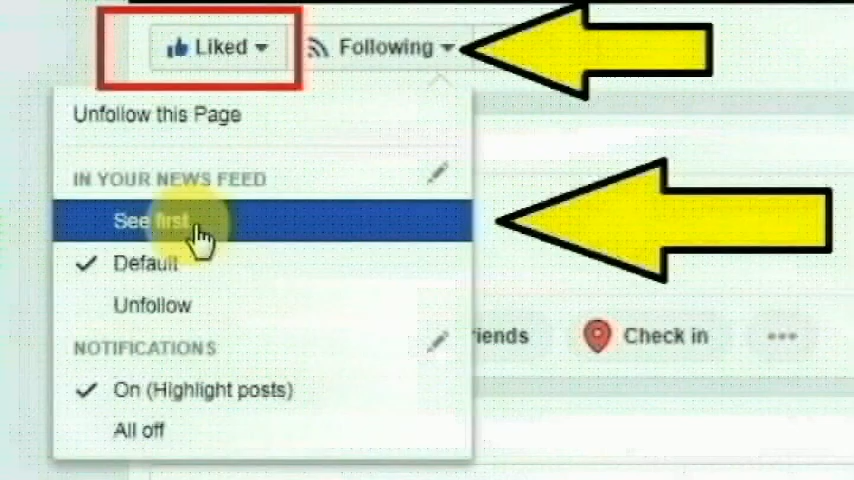 Liked Following
Unfollow this Page
IN YOUR NEWS FEED
See first
Default
Unfollow
NOTIFICATIONS
riends Check in
On (Highlight posts)
All off